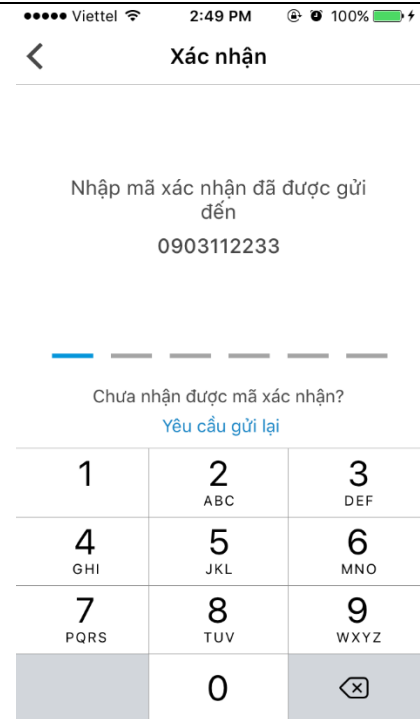 Viettel 2:49 PM 100%
Xác nhận
Nhập mã xác nhận đã được gửi
đến
0903112233
Chưa nhận được mã xác nhận?
Yêu cầu gửi lại
1 2 3
ABC DEF
4 5 6
GHI JKL MNO
7 8 9
PQRS TUV WXYZ
0